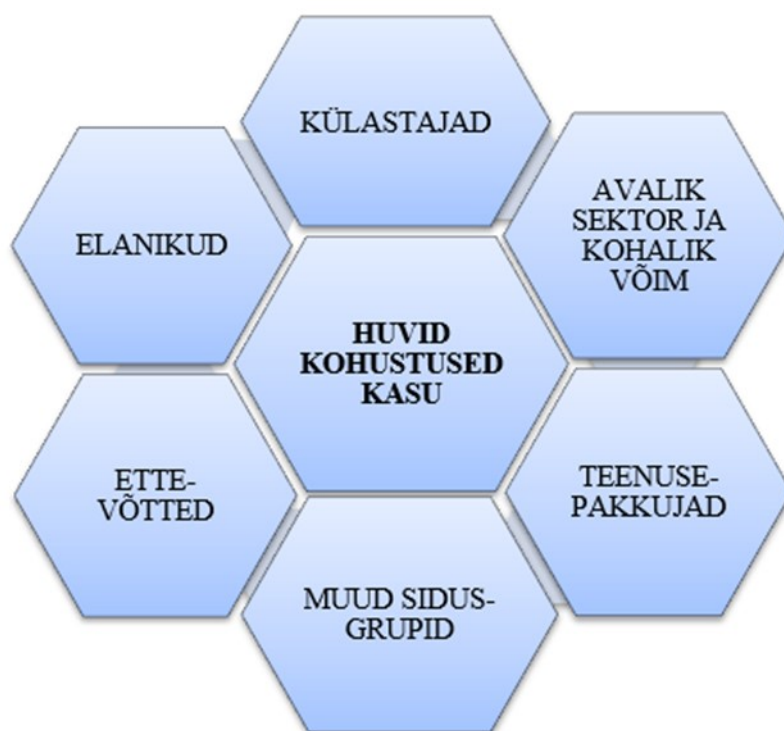 KÜLASTAJAD
AVALIK
SEKTOR JA
KOHALIK
VÕIM
ELANIKUD
HUVID
KOHUSTUSED
KASU
TEENUSE-
PAKKUJAD
ETTE-
VÕTTED
MUUD SIDUS-
GRUPID